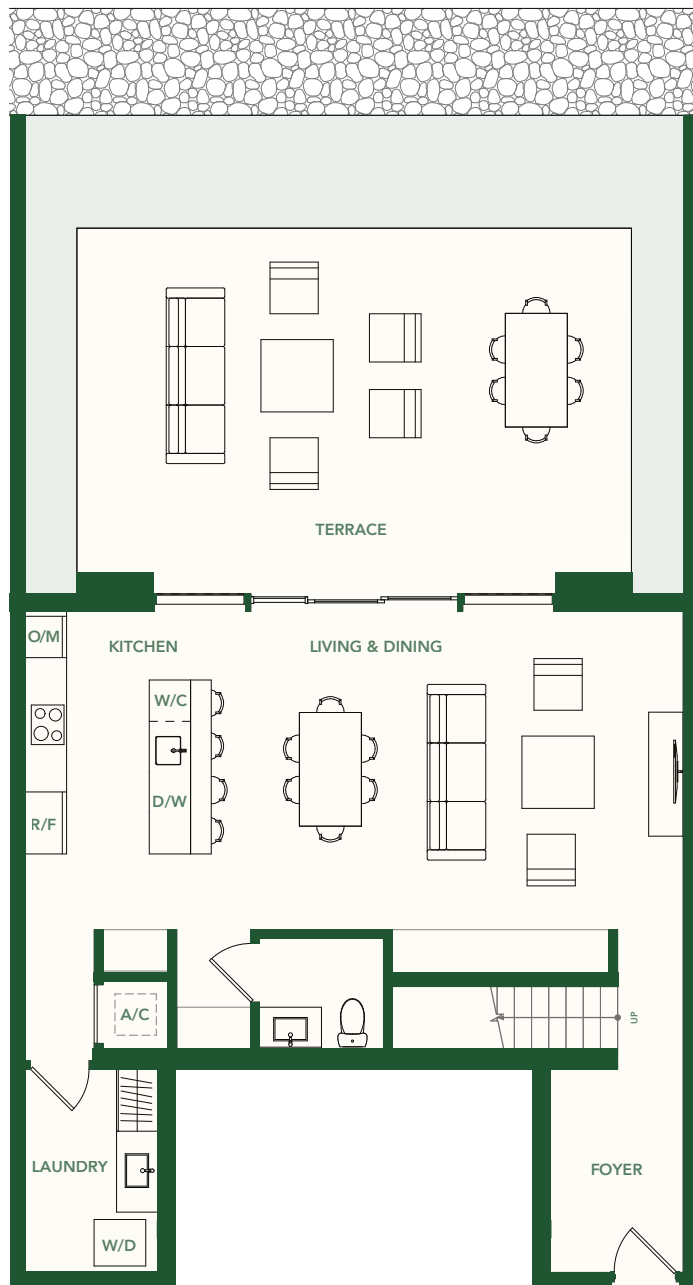 TERRACE
O/M
KITCHEN
LIVING & DINING
W/C
D/W
R/F
A/C
UP
LAUNDRY
FOYER
W/D